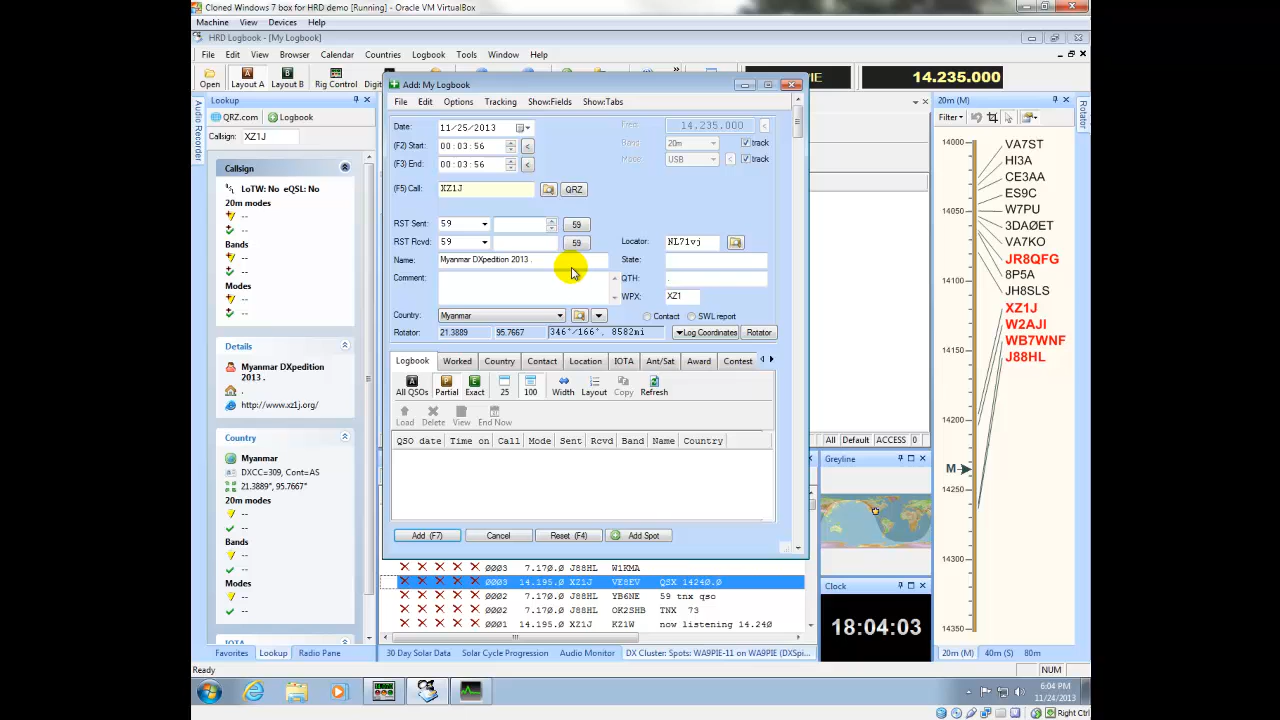 Cloned Windows 7 box for HRD demo [Running] - Oracle VM VirtualBox
Machine View Devices Help
HRD Logbook - [My Logbook]
File Edit View Browser Calendar Countries Logbook Tools Window Help
Open Layout A Layout B Rig Control
14.235.000
Lookup
QRZ.com Logbook
Callsign: XZ1J
Callsign
LoTW: No eQSL: No
20m modes
--
--
Bands
--
--
Modes
--
--
Details
Myanmar DXpedition
2013 .
.
http://www.xz1j.org/
Country
Myanmar
DXCC=309, Cont=AS
21.3889°, 95.7667°
20m modes
--
Bands
--
Modes
--
IOTA
Favorites Lookup Radio Pane
Audio Recorder
Add: My Logbook
File Edit Options Tracking Show:Fields Show:Tabs
Date: 11/25/2013
Freq: 14.235.000 <
(F2) Start: 00:03:56 <
Band: 20m track
(F3) End: 00:03:56 <
Mode: USB < track
(F5) Call: XZ1J QRZ
RST Sent: 59 59
RST Rcvd: 59 59
Locator: NL71vj
Name: Myanmar DXpedition 2013 .
State:
Comment:
QTH: .
WPX: XZ1
Country: Myanmar
Contact SWL report
Rotator: 21.3889 95.7667 346°/166°, 8582mi Log Coordinates Rotator
Logbook Worked Country Contact Location IOTA Ant/Sat Award Contest
All QSOs Partial Exact 25 100 Width Layout Copy Refresh
Load Delete View End Now
QSO date Time on Call Mode Sent Rcvd Band Name Country
Add (F7) Cancel Reset (F4) Add Spot
0003 7.170.0 J88HL W1KMA
0003 14.195.0 XZ1J VE8EV QSX 14240.0
0002 7.170.0 J88HL YB6NE 59 tnx qso
0002 7.170.0 J88HL OK2SHB TNX 73
0001 14.195.0 XZ1J KZ1W now listening 14.240
30 Day Solar Data Solar Cycle Progression Audio Monitor DX Cluster: Spots: WA9PIE-11 on WA9PIE (DXSpi...
All Default ACCESS 0
Greyline
Clock
18:04:03
20m (M)
Filter
14000
14050
14100
14150
14200
14250
14300
14350
M
VA7ST
HI3A
CE3AA
ES9C
W7PU
3DAØET
VA7KO
JR8QFG
8P5A
JH8SLS
XZ1J
W2AJI
WB7WNF
J88HL
20m (M) 40m (S) 80m
Rotator
Ready
NUM
6:04 PM
11/24/2013
Right Ctrl